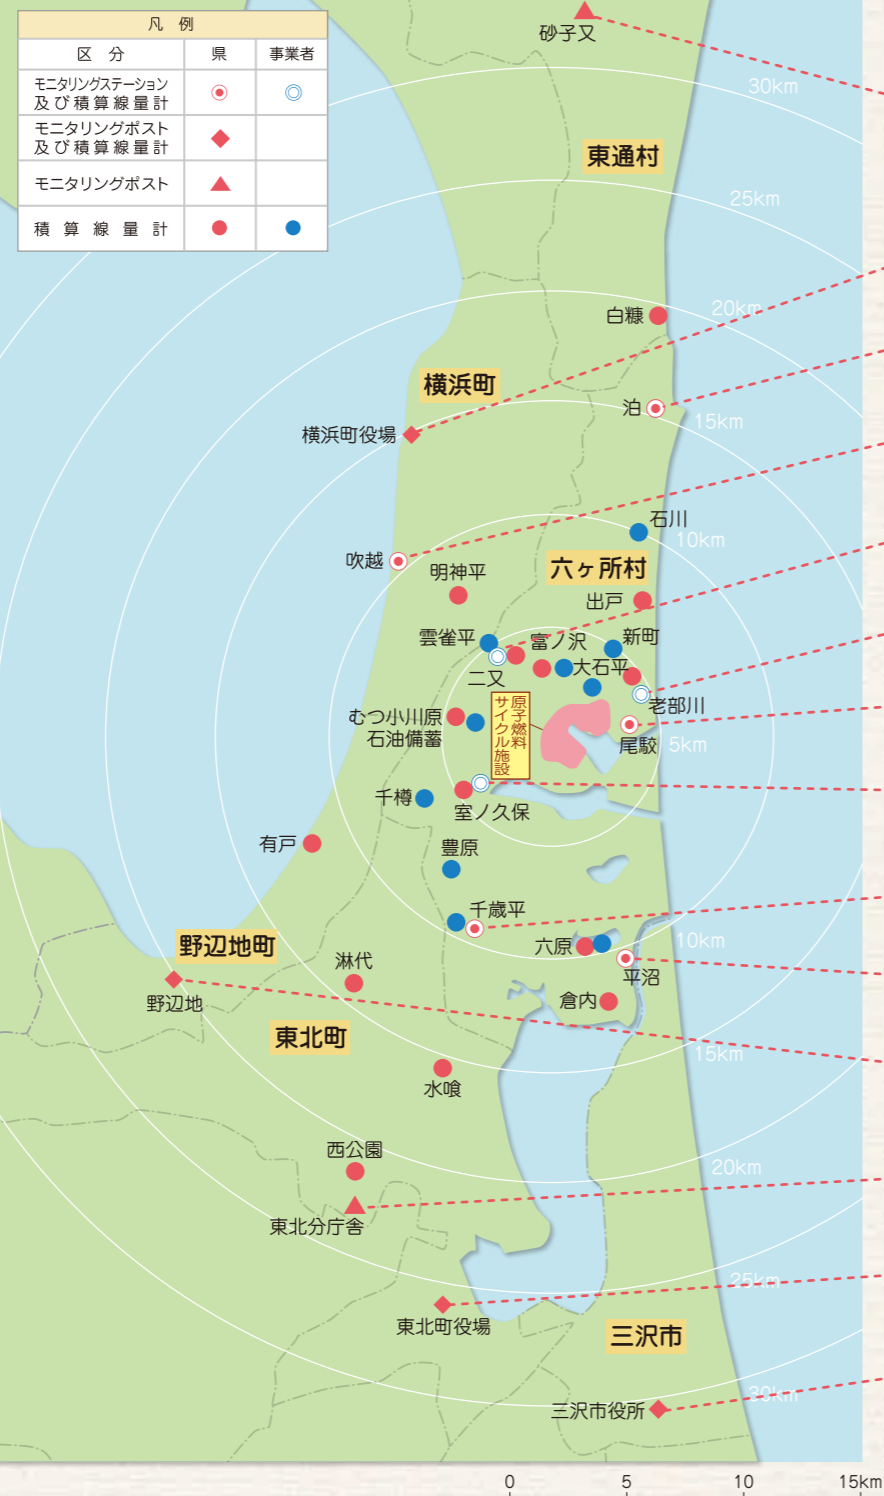 凡 例
区 分 県 事業者
モニタリングステーション
及び積算線量計
モニタリングポスト
及び積算線量計
モニタリングポスト
積算線量計
砂子又
30km
東通村
25km
20km
白糠
横浜町
泊
15km
横浜町役場
石川
10km
吹越
六ヶ所村
明神平
出戸
雲雀平
富ノ沢
新町
二又
大石平
老部川
むつ小川原
石油備蓄
原子燃料
サイクル施設
尾駮
5km
千樽
室ノ久保
有戸
豊原
千歳平
野辺地町
六原
10km
淋代
平沼
野辺地
倉内
東北町
15km
水喰
西公園
20km
東北分庁舎
25km
東北町役場
三沢市
30km
三沢市役所
0 5 10 15km